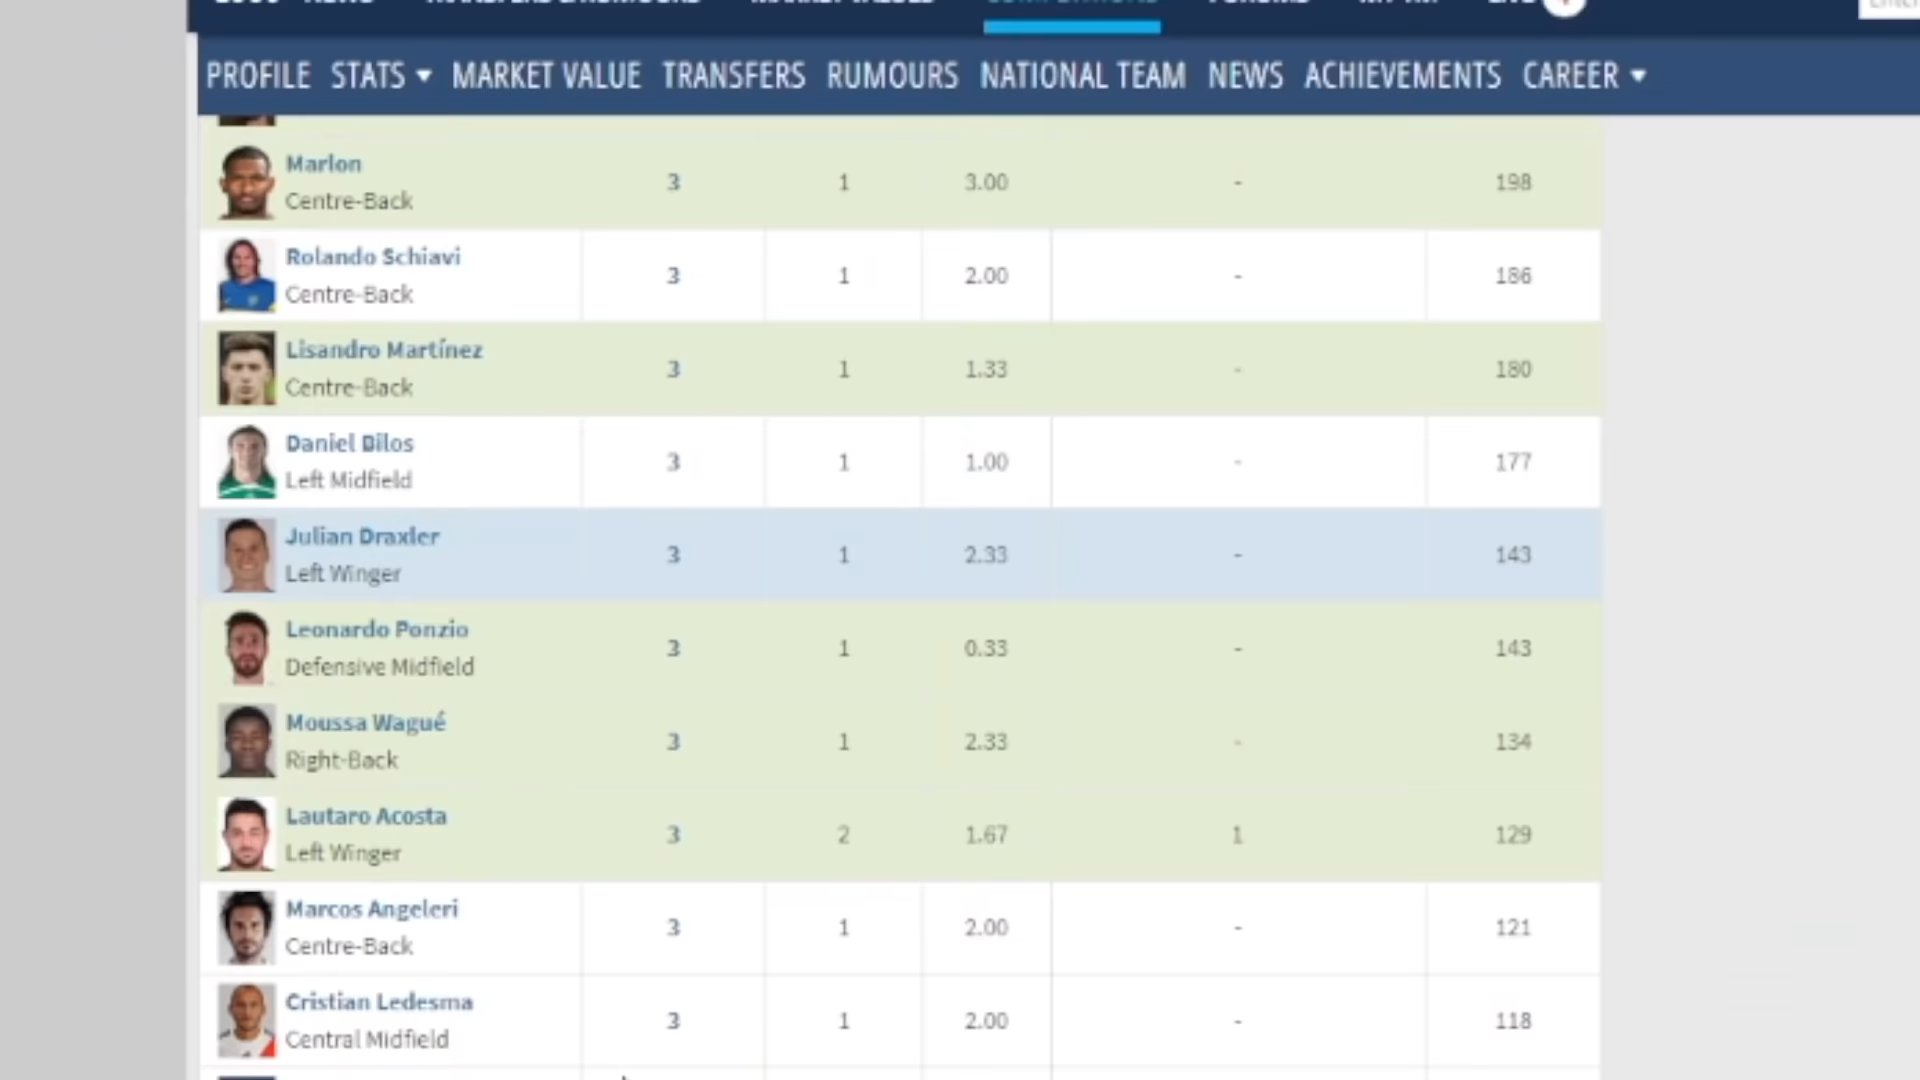 PROFILE STATS MARKET VALUE TRANSFERS RUMOURS NATIONAL TEAM NEWS ACHIEVEMENTS CAREER
Marlon
Centre-Back
3 1 3.00 - 198
Rolando Schiavi
Centre-Back
3 1 2.00 - 186
Lisandro Martínez
Centre-Back
3 1 1.33 - 180
Daniel Bilos
Left Midfield
3 1 1.00 - 177
Julian Draxler
Left Winger
3 1 2.33 - 143
Leonardo Ponzio
Defensive Midfield
3 1 0.33 - 143
Moussa Wagué
Right-Back
3 1 2.33 - 134
Lautaro Acosta
Left Winger
3 2 1.67 1 129
Marcos Angeleri
Centre-Back
3 1 2.00 - 121
Cristian Ledesma
Central Midfield
3 1 2.00 - 118